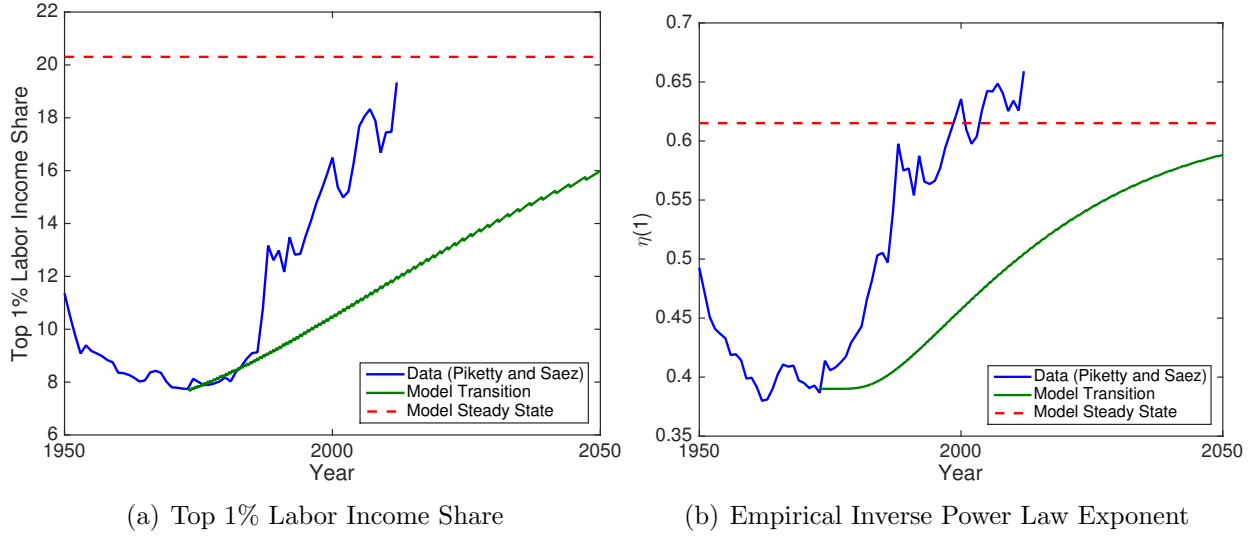 22
20
18
16
14
12
10
8
6
Top 1% Labor Income Share
1950
2000
2050
Year
Data (Piketty and Saez)
Model Transition
Model Steady State
(a) Top 1% Labor Income Share
0.7
0.65
0.6
0.55
0.5
0.45
0.4
0.35
η(1)
1950
2000
2050
Year
Data (Piketty and Saez)
Model Transition
Model Steady State
(b) Empirical Inverse Power Law Exponent